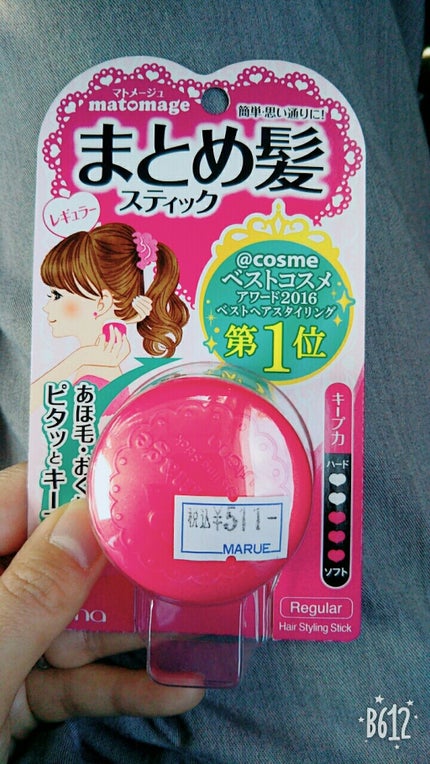 マトメージュ
matomage
簡単・思い通りに!
まとめ髪
スティック
レギュラー
@cosme
ベストコスメ
アワード2016
ベストヘアスタイリング
第1位
あほ毛・おく
ピタッとキー
キープ力
ハード
ソフト
税込¥511-
MARUE
na
Regular
Hair Styling Stick
B612